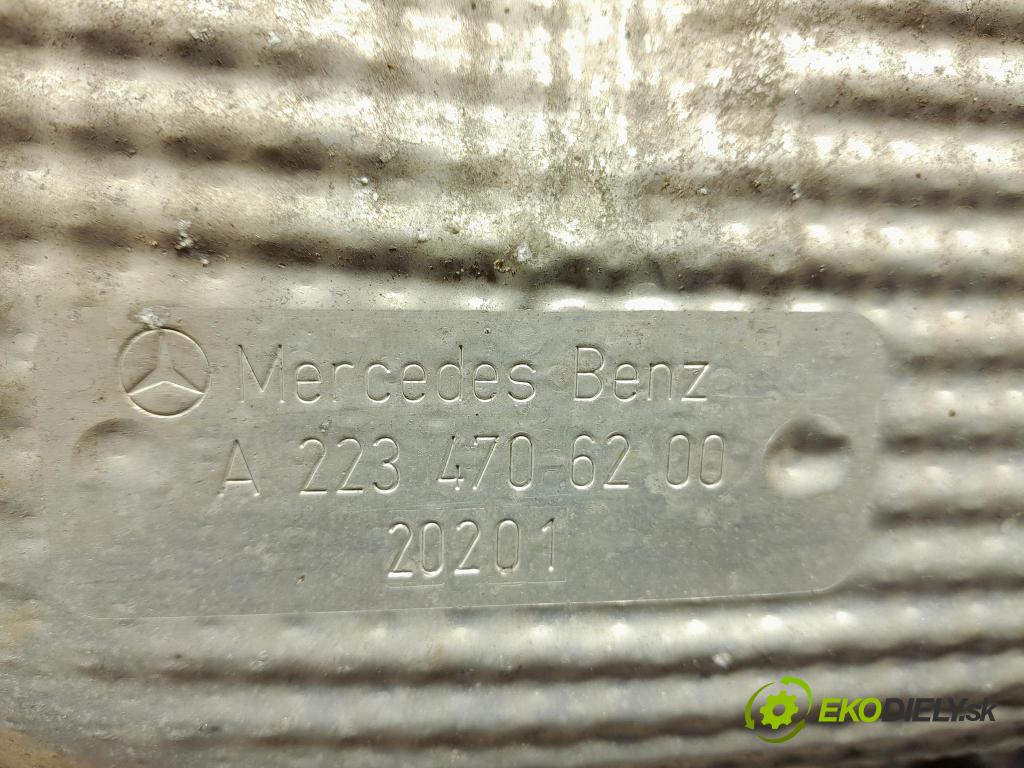 Mercedes Benz
A 223 470 62 00
20201
EKODIELY.sk